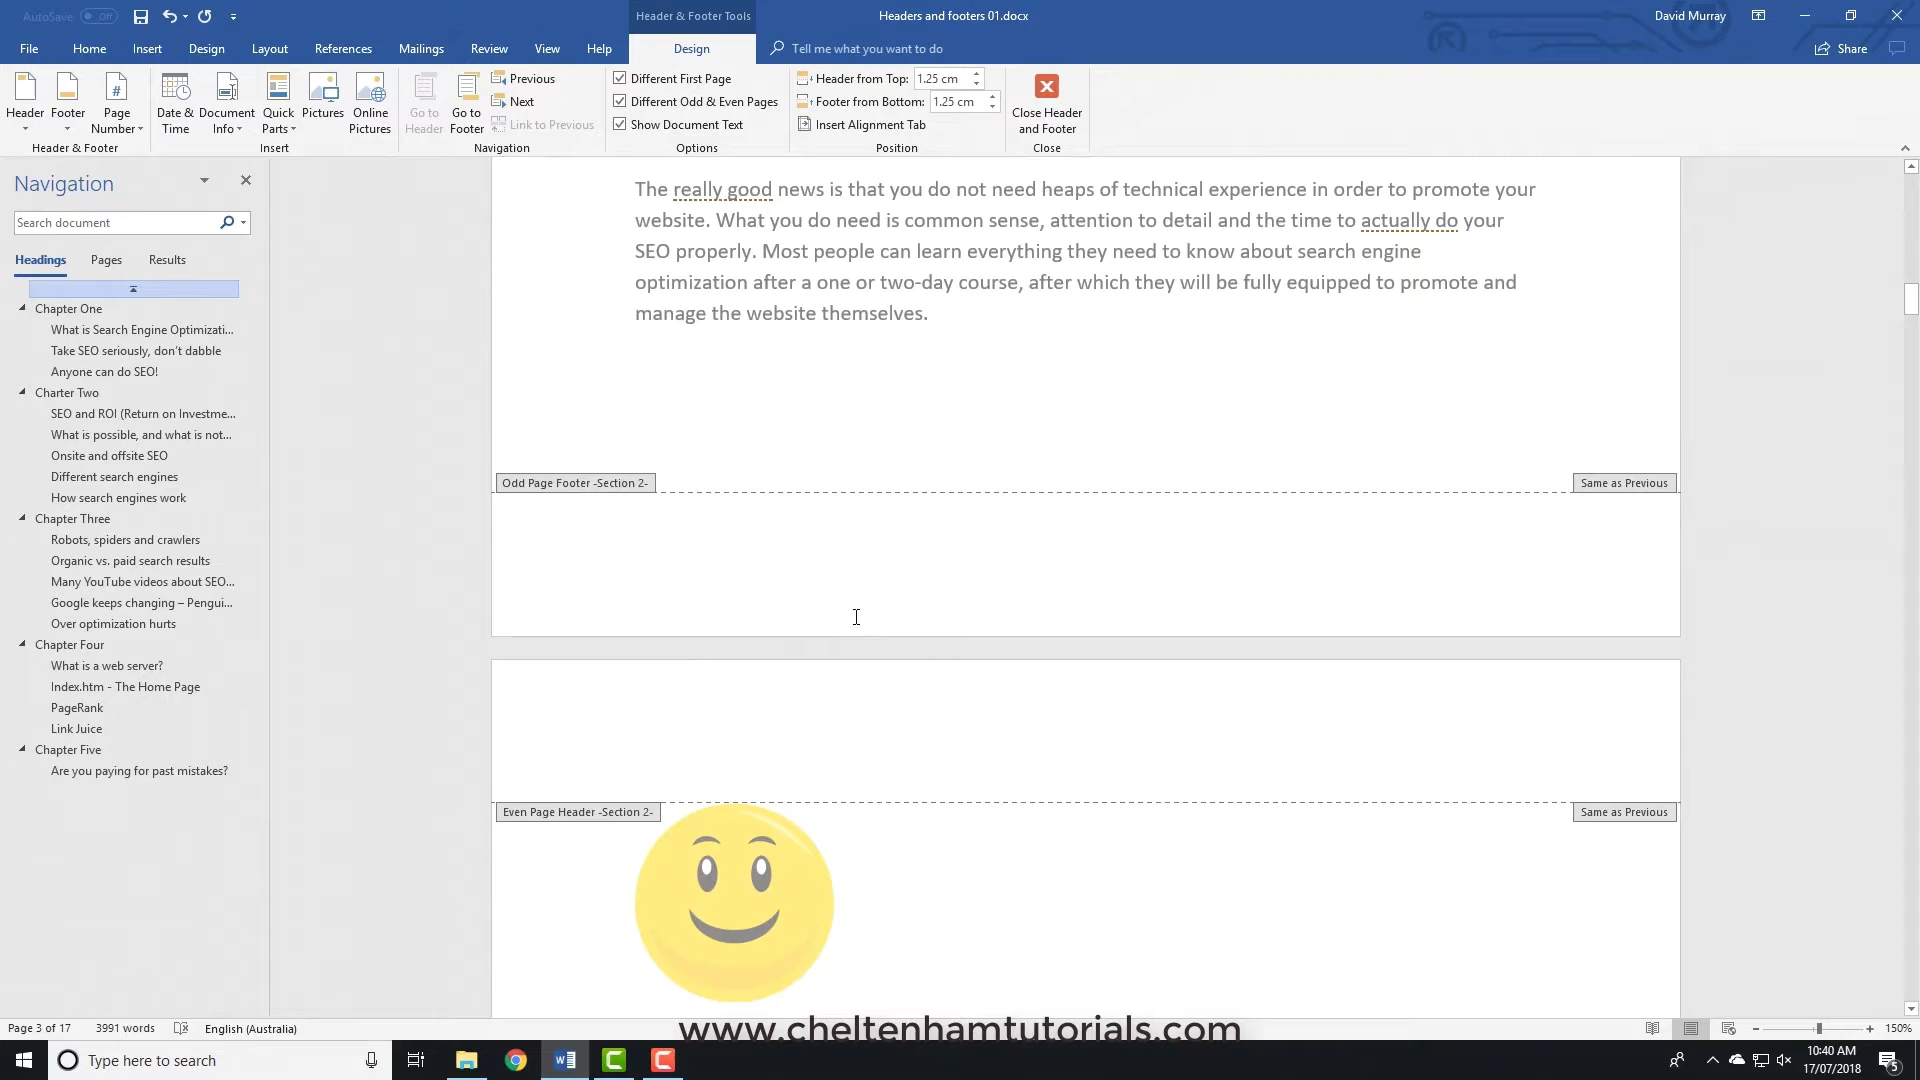 AutoSave Off
Header & Footer Tools
Headers and footers 01.docx
David Murray
File Home Insert Design Layout References Mailings Review View Help Design Tell me what you want to do Share
Header
Footer
Page Number
Header & Footer
Date & Time
Document Info
Quick Parts
Pictures
Online Pictures
Insert
Go to Header
Go to Footer
Previous
Next
Link to Previous
Navigation
Different First Page
Different Odd & Even Pages
Show Document Text
Options
Header from Top: 1.25 cm
Footer from Bottom: 1.25 cm
Insert Alignment Tab
Position
Close Header and Footer
Close
Navigation
Search document
Headings Pages Results
Chapter One
What is Search Engine Optimizati...
Take SEO seriously, don't dabble
Anyone can do SEO!
Charter Two
SEO and ROI (Return on Investme...
What is possible, and what is not...
Onsite and offsite SEO
Different search engines
How search engines work
Chapter Three
Robots, spiders and crawlers
Organic vs. paid search results
Many YouTube videos about SEO...
Google keeps changing – Pengui...
Over optimization hurts
Chapter Four
What is a web server?
Index.htm - The Home Page
PageRank
Link Juice
Chapter Five
Are you paying for past mistakes?
The really good news is that you do not need heaps of technical experience in order to promote your
website. What you do need is common sense, attention to detail and the time to actually do your
SEO properly. Most people can learn everything they need to know about search engine
optimization after a one or two-day course, after which they will be fully equipped to promote and
manage the website themselves.
Odd Page Footer -Section 2-
Same as Previous
Even Page Header -Section 2-
Same as Previous
www.cheltenhamtutorials.com
Page 3 of 17 3991 words English (Australia)
150%
Type here to search
10:40 AM
17/07/2018
5